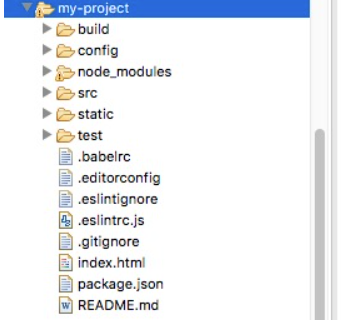 my-project
build
config
node_modules
src
static
test
.babelrc
.editorconfig
.eslintignore
.eslintrc.js
.gitignore
index.html
package.json
README.md